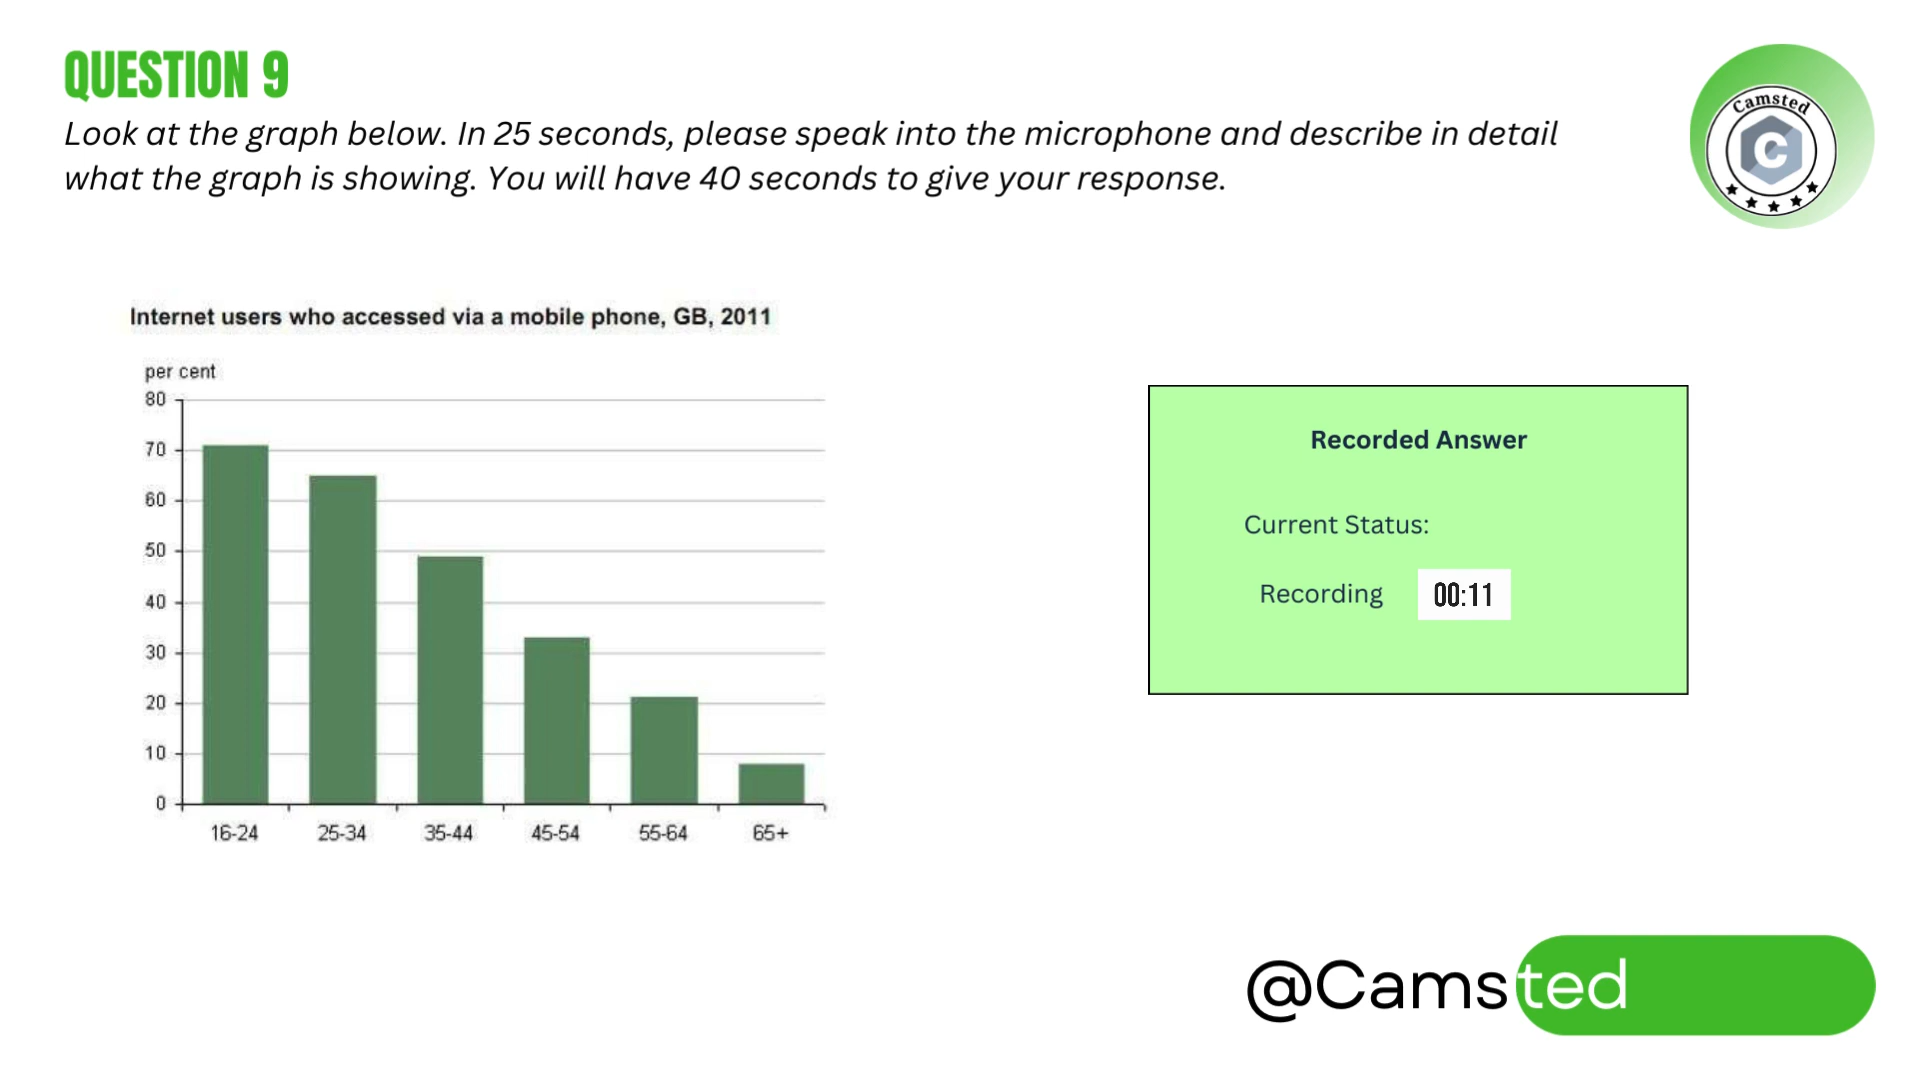 QUESTION 9
Look at the graph below. In 25 seconds, please speak into the microphone and describe in detail
what the graph is showing. You will have 40 seconds to give your response.
Camsted
C
Internet users who accessed via a mobile phone, GB, 2011
per cent
80
70
60
50
40
30
20
10
0
16-24 25-34 35-44 45-54 55-64 65+
Recorded Answer
Current Status:
Recording 00:11
@Camsted